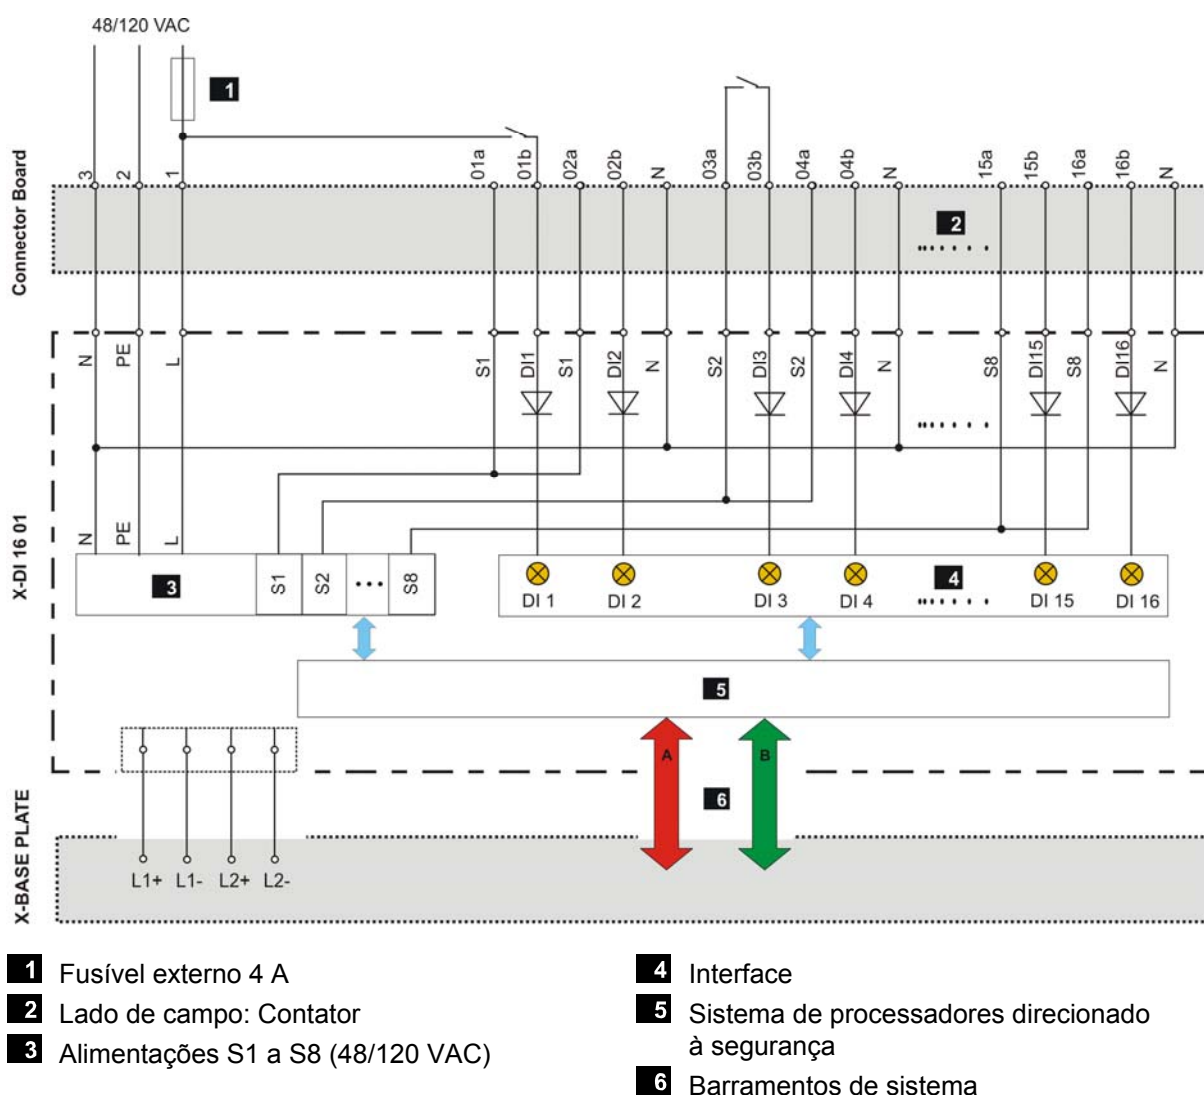 48/120 VAC
1
Connector Board
3
2
1
01a
01b
02a
02b
N
03a
03b
04a
04b
N
15a
15b
16a
16b
N
2
X-DI 16 01
N
PE
L
S1
DI1
S1
DI2
N
S2
DI3
S2
DI4
N
S8
DI15
S8
DI16
N
N
PE
L
3
S1
S2
S8
DI 1
DI 2
DI 3
DI 4
4
DI 15
DI 16
5
A
B
6
X-BASE PLATE
L1+
L1-
L2+
L2-
1 Fusível externo 4 A
2 Lado de campo: Contator
3 Alimentações S1 a S8 (48/120 VAC)
4 Interface
5 Sistema de processadores direcionado
à segurança
6 Barramentos de sistema